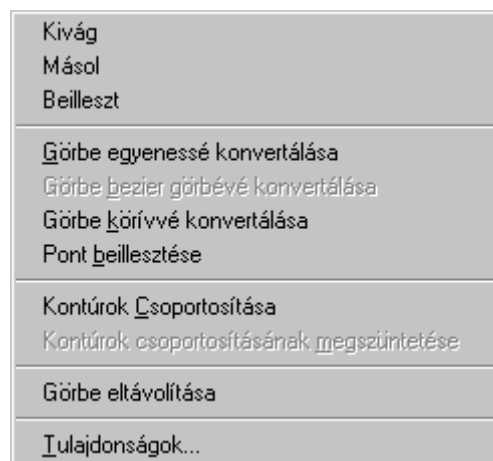 Kivág
Másol
Beilleszt
Görbe egyenessé konvertálása
Görbe bezier görbévé konvertálása
Görbe körívvé konvertálása
Pont beillesztése
Kontúrok Csoportosítása
Kontúrok csoportosításának megszüntetése
Görbe eltávolítása
Tulajdonságok...